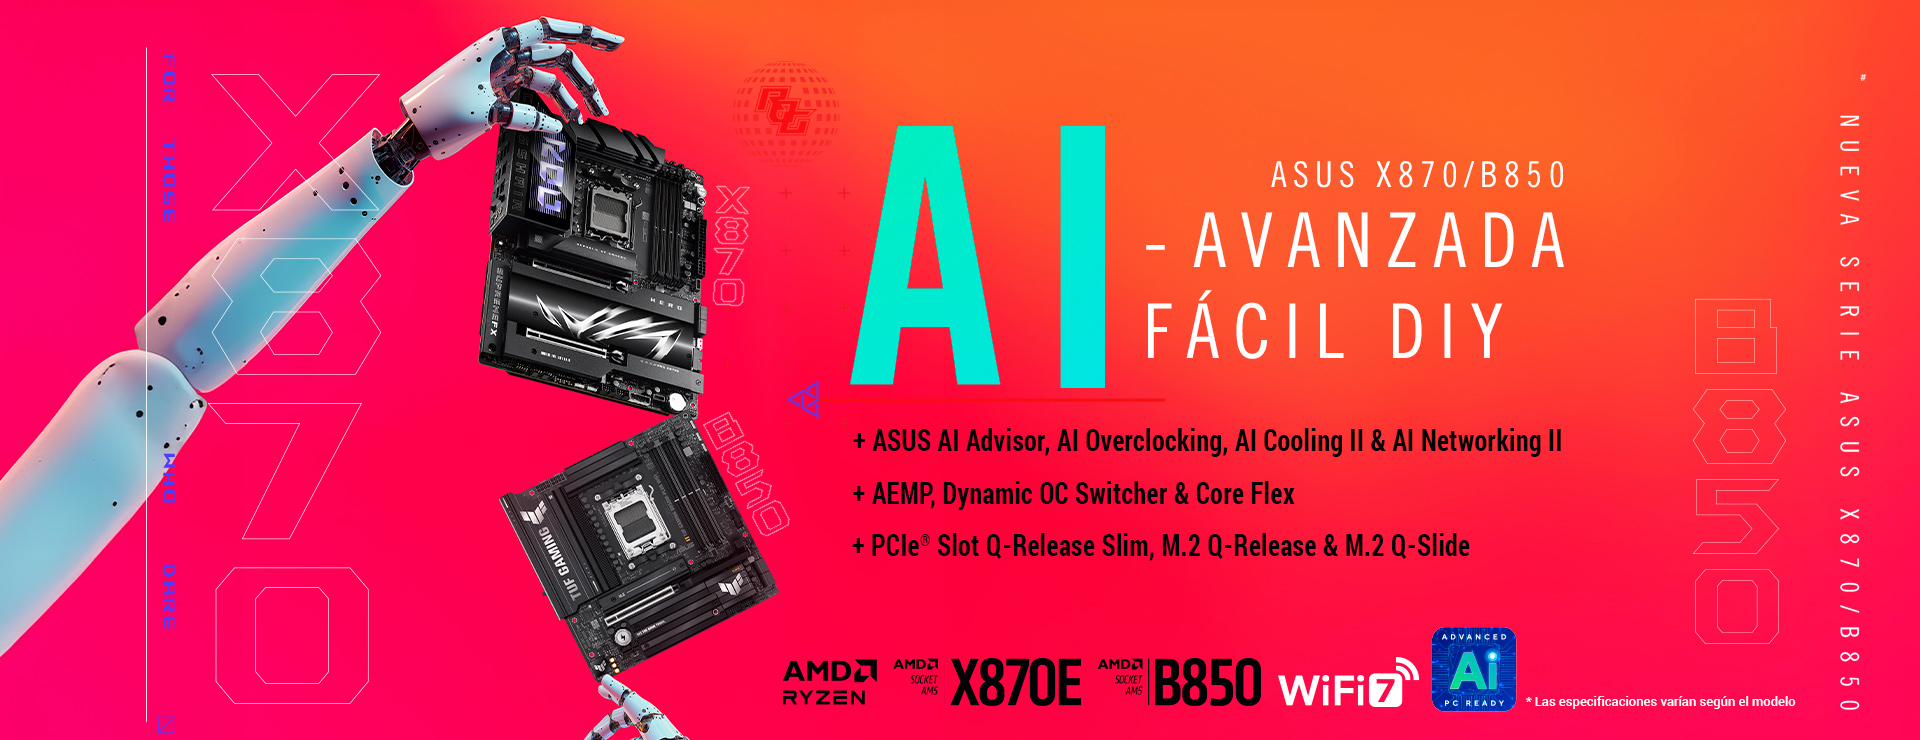 FOR THOSE WHO DARE
X870
ROG
X870
B850
HERO
SUPREMEFX
TUF GAMING
AI
ASUS X870/B850
- AVANZADA
FÁCIL DIY
+ ASUS AI Advisor, AI Overclocking, AI Cooling II & AI Networking II
+ AEMP, Dynamic OC Switcher & Core Flex
+ PCIe® Slot Q-Release Slim, M.2 Q-Release & M.2 Q-Slide
AMD
RYZEN
AMD
SOCKET
AM5
X870E
AMD
SOCKET
AM5
B850
WiFi 7
ADVANCED
Ai
PC READY
* Las especificaciones varían según el modelo
B850
# NUEVA SERIE ASUS X870/B850